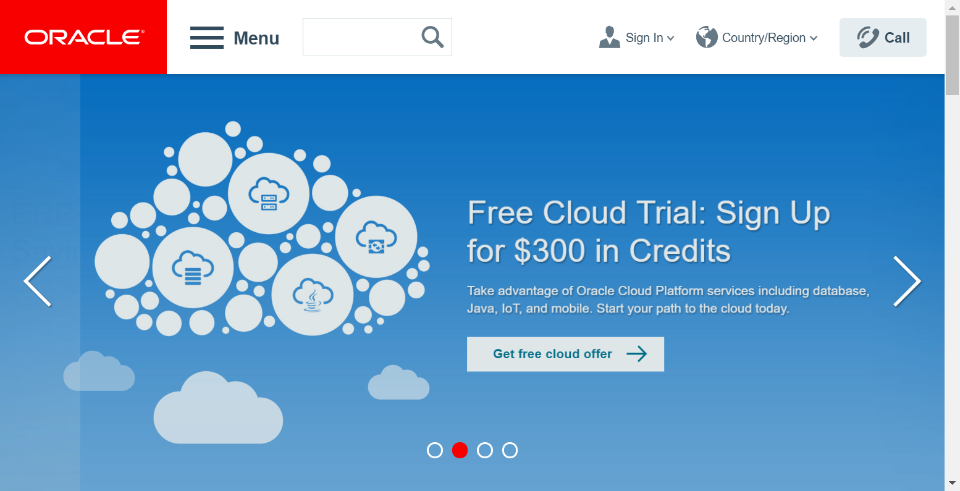 ORACLE®
Menu
Sign In
Country/Region
Call
Free Cloud Trial: Sign Up
for $300 in Credits
Take advantage of Oracle Cloud Platform services including database,
Java, IoT, and mobile. Start your path to the cloud today.
Get free cloud offer